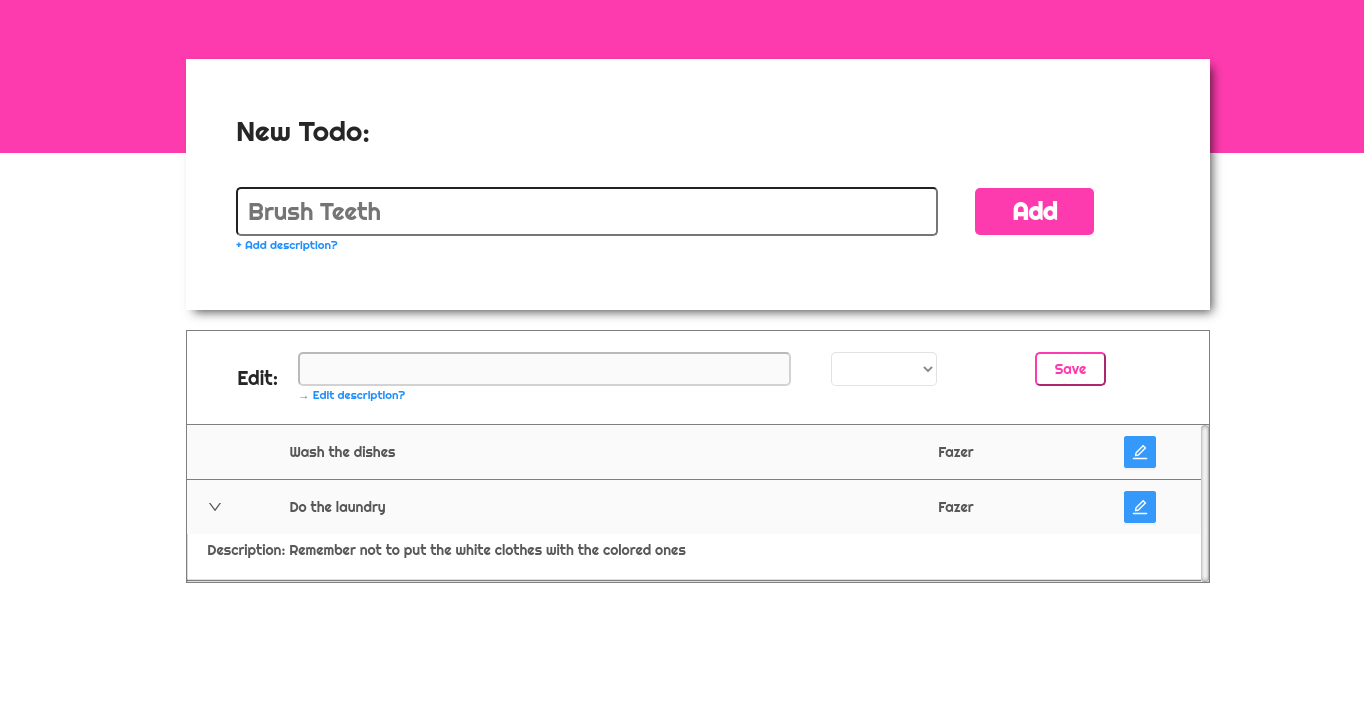 New Todo:
Brush Teeth
Add
+ Add description?
Edit:
Save
→ Edit description?
Wash the dishes
Fazer
Do the laundry
Fazer
Description: Remember not to put the white clothes with the colored ones